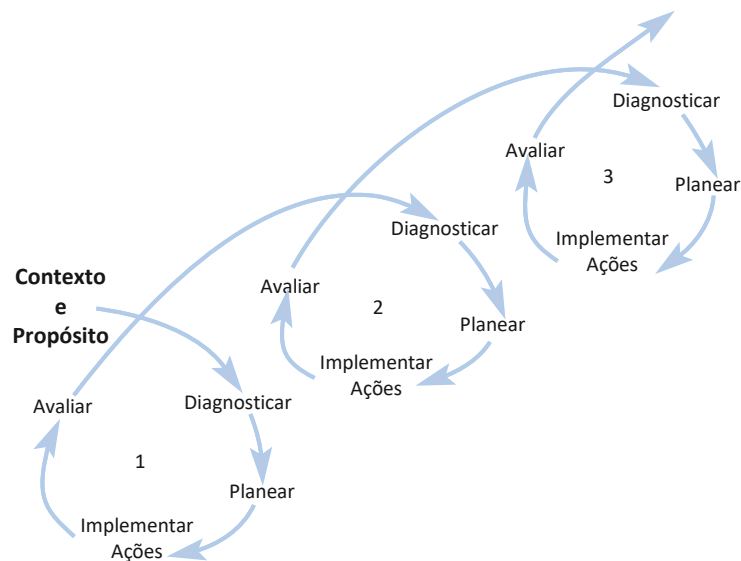 Contexto
e
Propósito
Diagnosticar
Planear
Implementar
Ações
Avaliar
1
Diagnosticar
Planear
Implementar
Ações
Avaliar
2
Diagnosticar
Planear
Implementar
Ações
Avaliar
3